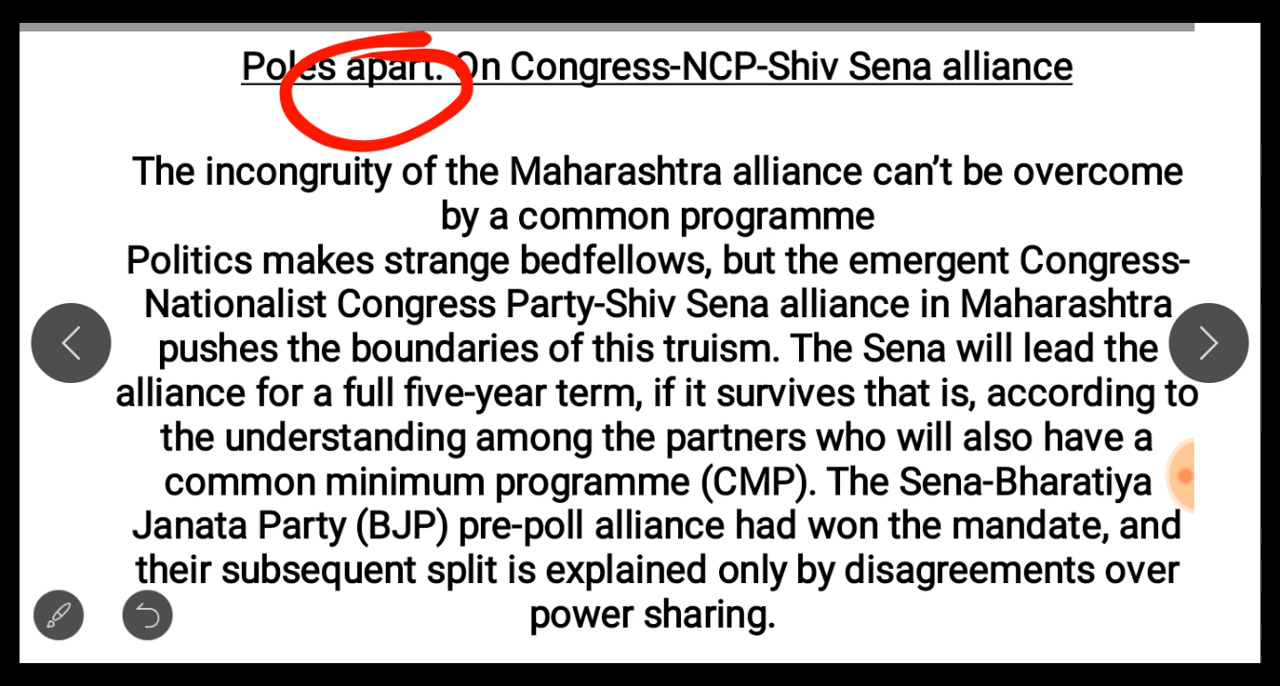 Poles apart: On Congress-NCP-Shiv Sena alliance
The incongruity of the Maharashtra alliance can’t be overcome
by a common programme
Politics makes strange bedfellows, but the emergent Congress-
Nationalist Congress Party-Shiv Sena alliance in Maharashtra
pushes the boundaries of this truism. The Sena will lead the
alliance for a full five-year term, if it survives that is, according to
the understanding among the partners who will also have a
common minimum programme (CMP). The Sena-Bharatiya
Janata Party (BJP) pre-poll alliance had won the mandate, and
their subsequent split is explained only by disagreements over
power sharing.